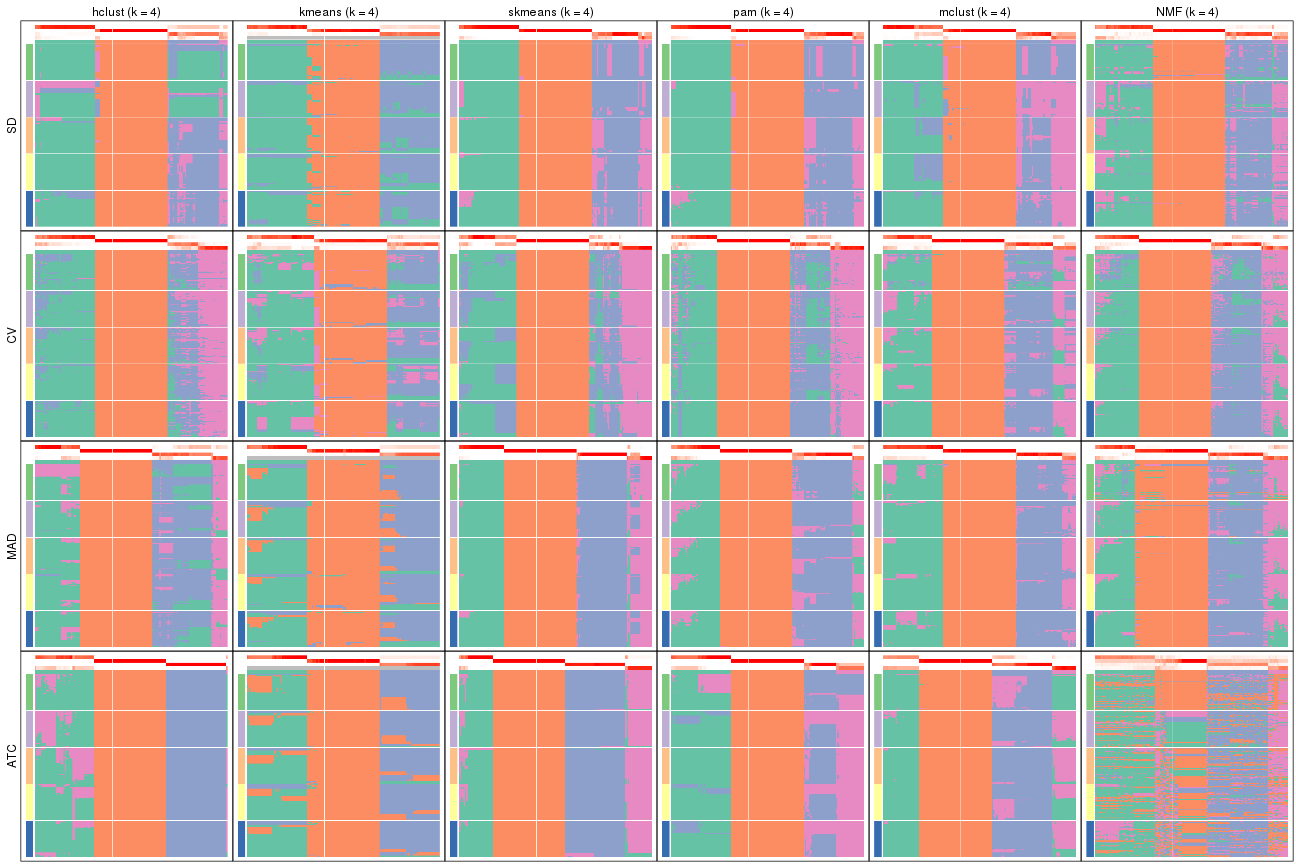 hclust (k = 4) kmeans (k = 4) skmeans (k = 4) pam (k = 4) mclust (k = 4) NMF (k = 4)
SD
CV
MAD
ATC